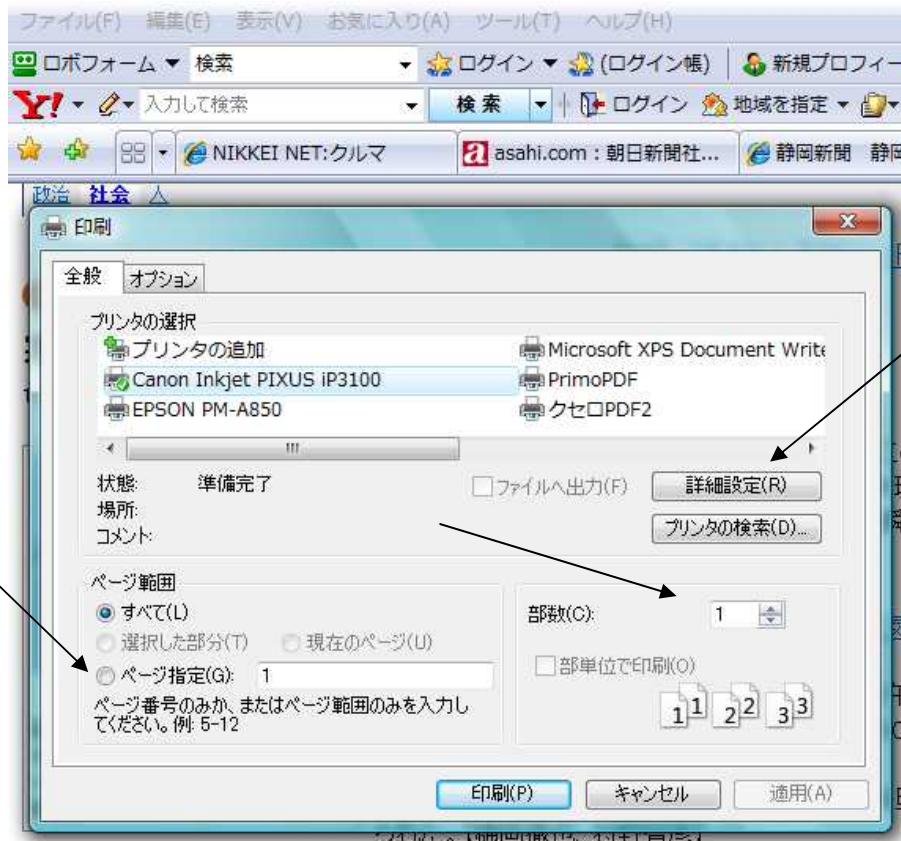 ファイル(F) 編集(E) 表示(V) お気に入り(A) ツール(T) ヘルプ(H)
ロボフォーム 検索 ログイン (ログイン帳) 新規プロフィー
Y! 入力して検索 検索 ログイン 地域を指定
NIKKEI NET:クルマ a asahi.com:朝日新聞社... 静岡新聞 静岡
政治 社会 人
印刷
全般 オプション
プリンタの選択
プリンタの追加 Microsoft XPS Document Write
Canon Inkjet PIXUS iP3100 PrimoPDF
EPSON PM-A850 クセロPDF2
状態: 準備完了 ファイルへ出力(F) 詳細設定(R)
場所:
コメント: プリンタの検索(D)...
ページ範囲
すべて(L) 部数(C): 1
選択した部分(T) 現在のページ(U)
ページ指定(G): 1 部単位で印刷(O)
ページ番号のみか、またはページ範囲のみを入力し
てください。例: 5-12
1 1 2 2 3 3
印刷(P) キャンセル 適用(A)